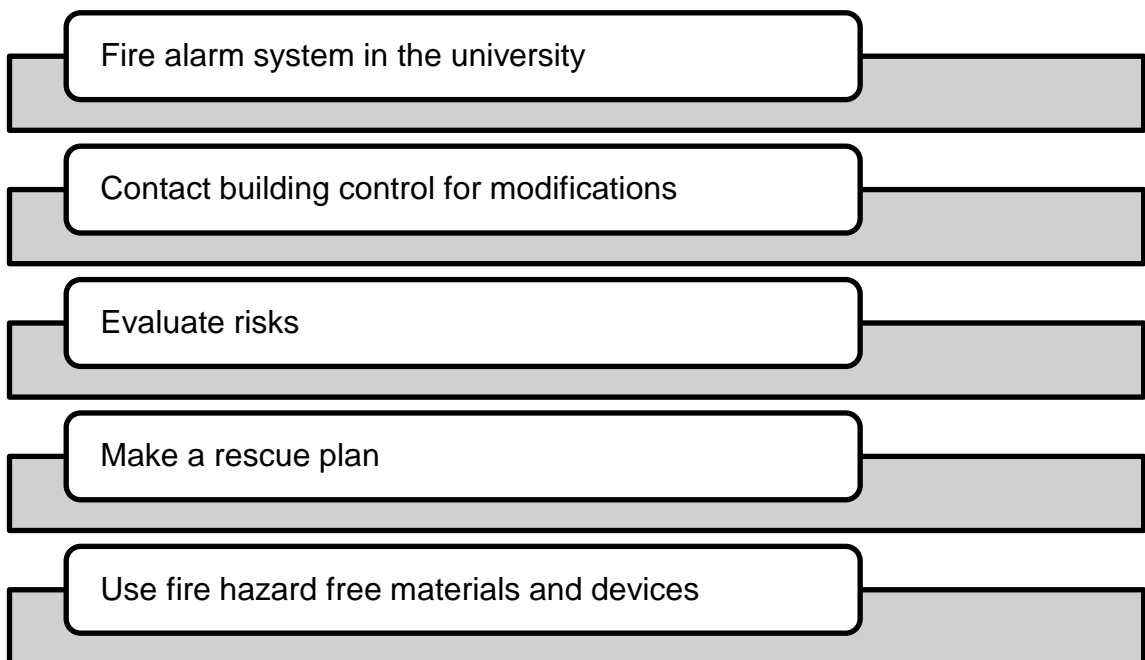 Fire alarm system in the university
Contact building control for modifications
Evaluate risks
Make a rescue plan
Use fire hazard free materials and devices